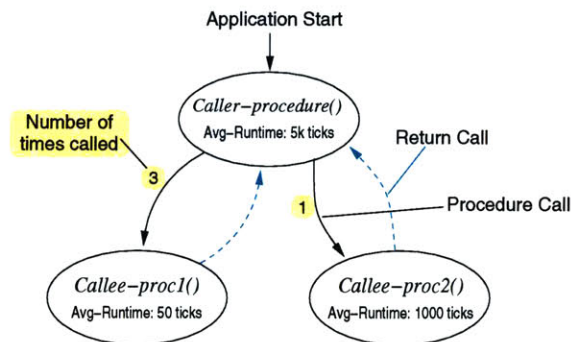 Application Start
Caller-procedure()
Avg-Runtime: 5k ticks
Number of
times called
Return Call
3
1
Procedure Call
Callee-proc1()
Avg-Runtime: 50 ticks
Callee-proc2()
Avg-Runtime: 1000 ticks